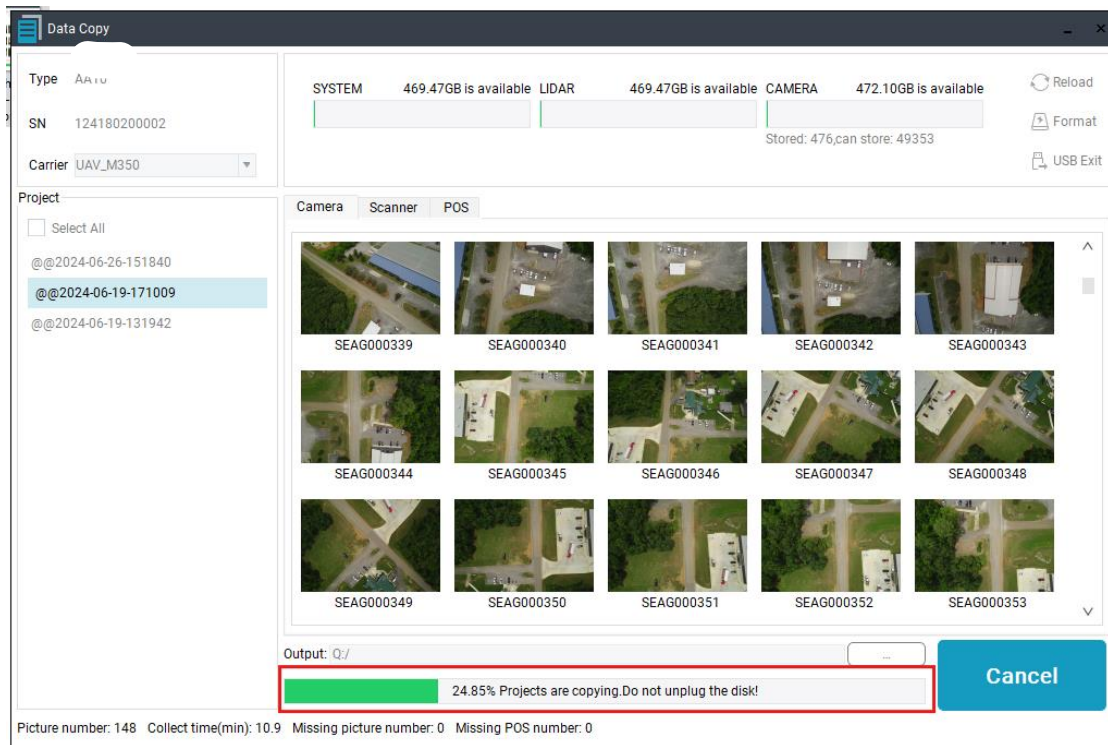 Data Copy
Type
SN 124180200002
Carrier UAV_M350
SYSTEM 469.47GB is available LIDAR 469.47GB is available CAMERA 472.10GB is available
Stored: 476,can store: 49353
Reload
Format
USB Exit
Project
Select All
@@2024-06-26-151840
@@2024-06-19-171009
@@2024-06-19-131942
Camera Scanner POS
SEAG000339 SEAG000340 SEAG000341 SEAG000342 SEAG000343
SEAG000344 SEAG000345 SEAG000346 SEAG000347 SEAG000348
SEAG000349 SEAG000350 SEAG000351 SEAG000352 SEAG000353
Output: Q:/ ...
24.85% Projects are copying.Do not unplug the disk!
Cancel
Picture number: 148 Collect time(min): 10.9 Missing picture number: 0 Missing POS number: 0